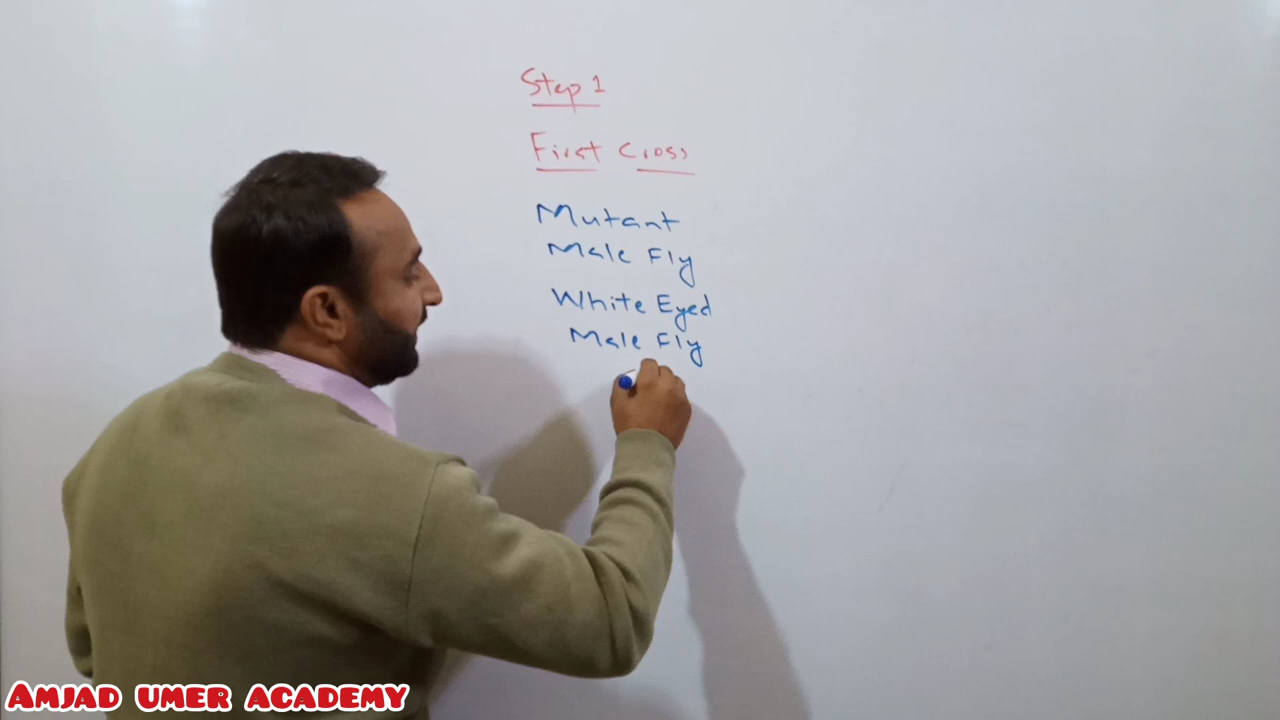 Step 1
First Cross
Mutant
Male Fly
White Eyed
Male Fly
AMJAD UMER ACADEMY